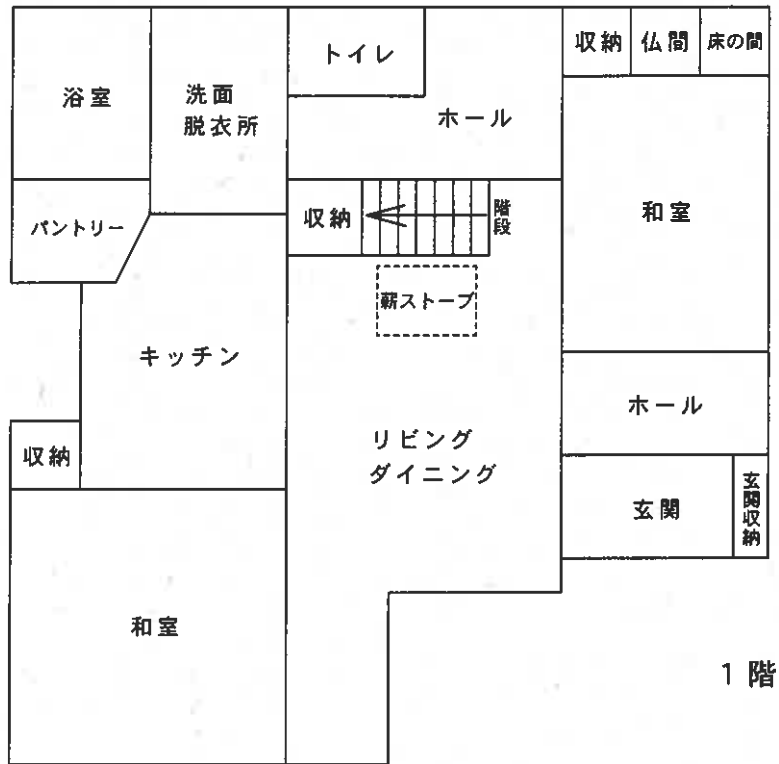 トイレ
収納
仏間
床の間
浴室
洗面
脱衣所
ホール
パントリー
収納
階段
和室
薪ストーブ
キッチン
ホール
リビング
ダイニング
収納
玄関
玄関収納
和室
1階